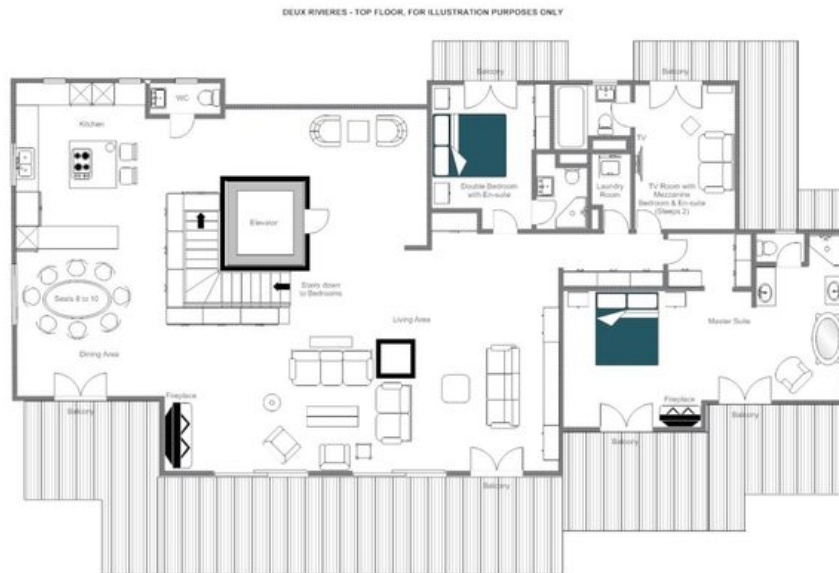 DEUX RIVIERES - TOP FLOOR, FOR ILLUSTRATION PURPOSES ONLY
Balcony
Balcony
WC
Kitchen
TV
Double Bedroom
with En-suite
Laundry
Room
TV Room with
Mezzanine
Bedroom & En-suite
(Sleeps 2)
Elevator
Stairs down
to Bedrooms
Seats 8 to 10
Living Area
Master Suite
Dining Area
Fireplace
Fireplace
Balcony
Balcony
Balcony
Balcony